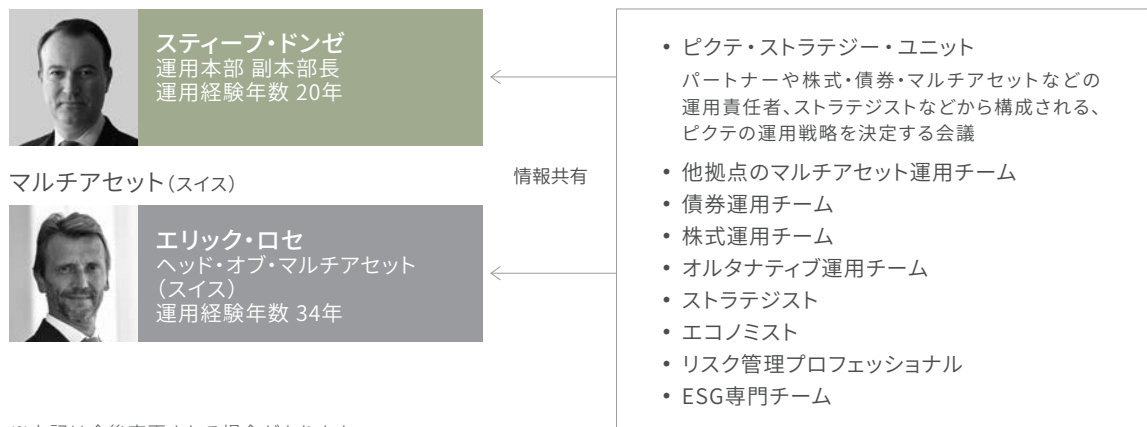 スティーブ・ドンゼ
運用本部 副本部長
運用経験年数 20年
マルチアセット(スイス)
エリック・ロセ
ヘッド・オブ・マルチアセット
(スイス)
運用経験年数 34年
情報共有
• ピクテ・ストラテジー・ユニット
パートナーや株式・債券・マルチアセットなどの
運用責任者、ストラテジストなどから構成される、
ピクテの運用戦略を決定する会議
• 他拠点のマルチアセット運用チーム
• 債券運用チーム
• 株式運用チーム
• オルタナティブ運用チーム
• ストラテジスト
• エコノミスト
• リスク管理プロフェッショナル
• ESG専門チーム